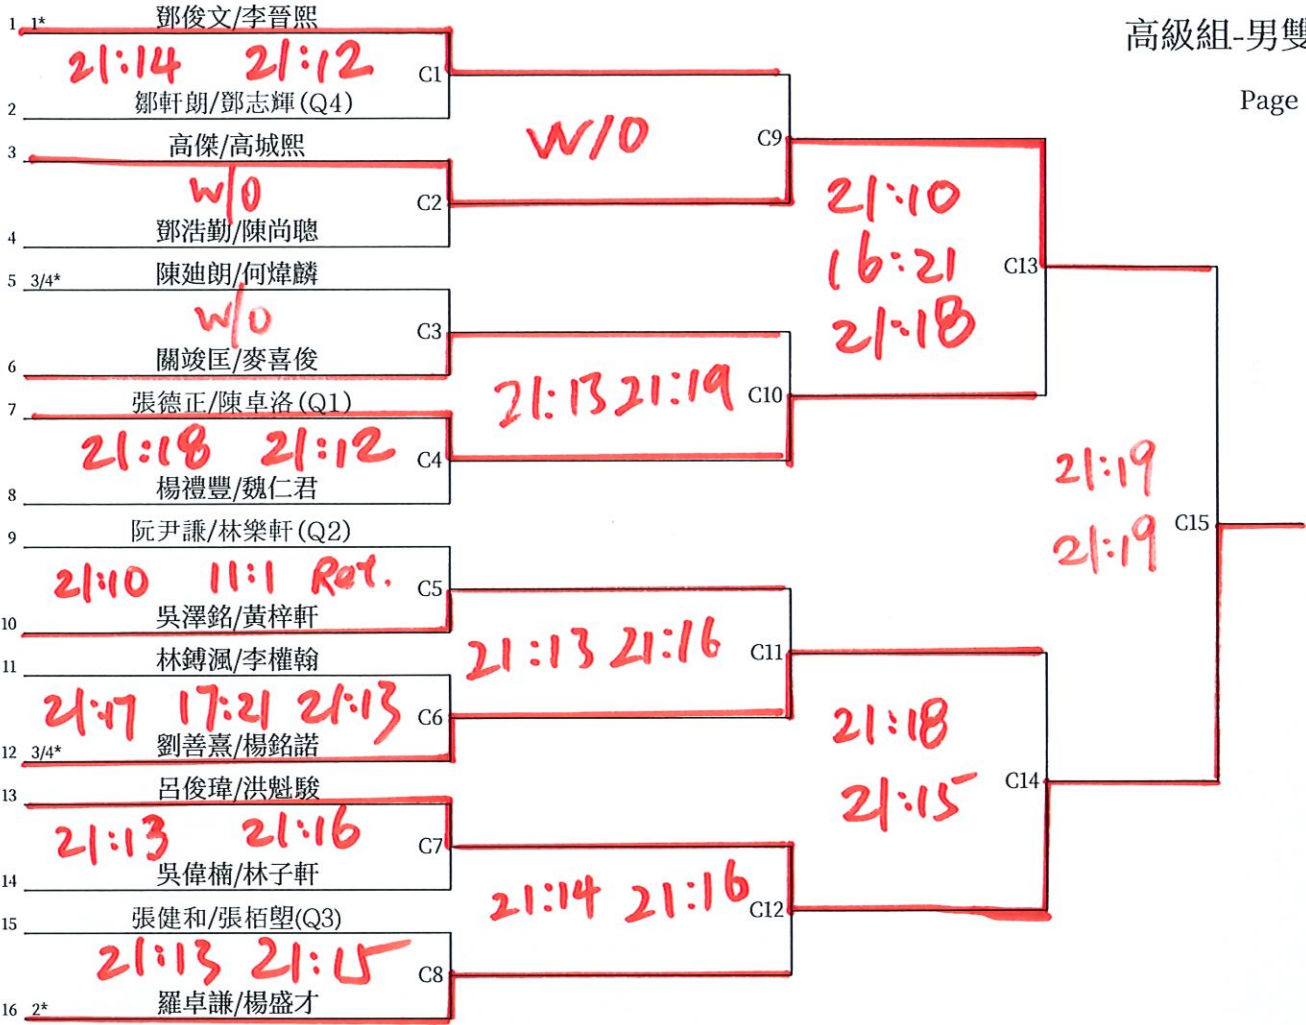 高級組-男雙
Page
1 1* 鄧俊文/李晉熙
21:14 21:12 C1
2 鄒軒朗/鄧志輝(Q4)
3 高傑/高城熙
W/O C2
4 鄧浩勤/陳尚聰
5 3/4* 陳廸朗/何煒麟
W/O C3
6 關竣匡/麥喜俊
7 張德正/陳卓洛(Q1)
21:18 21:12 C4
8 楊禮豐/魏仁君
9 阮尹謙/林樂軒(Q2)
21:10 11:1 Ret. C5
10 吳澤銘/黃梓軒
11 林鎛渢/李權翰
21:17 17:21 21:13 C6
12 3/4* 劉善熹/楊銘諾
13 呂俊瑋/洪魁駿
21:13 21:16 C7
14 吳偉楠/林子軒
15 張健和/張栢塱(Q3)
21:13 21:15 C8
16 2* 羅卓謙/楊盛才
W/O C9
21:13 21:19 C10
21:13 21:16 C11
21:14 21:16 C12
21:10
16:21 C13
21:18
21:18
21:15 C14
21:19
C15
21:19